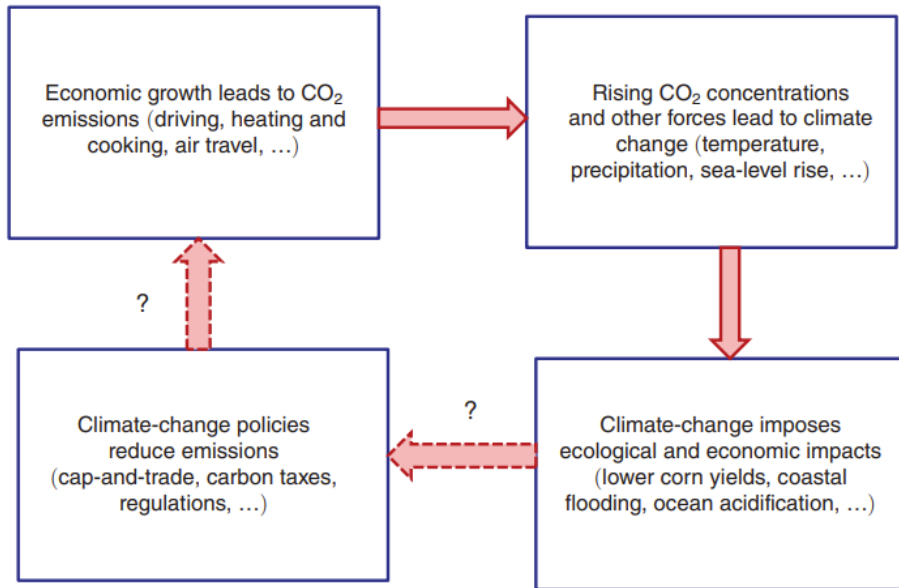 Economic growth leads to CO₂
emissions (driving, heating and
cooking, air travel, …)
Rising CO₂ concentrations
and other forces lead to climate
change (temperature,
precipitation, sea-level rise, …)
?
Climate-change policies
reduce emissions
(cap-and-trade, carbon taxes,
regulations, …)
?
Climate-change imposes
ecological and economic impacts
(lower corn yields, coastal
flooding, ocean acidification, …)